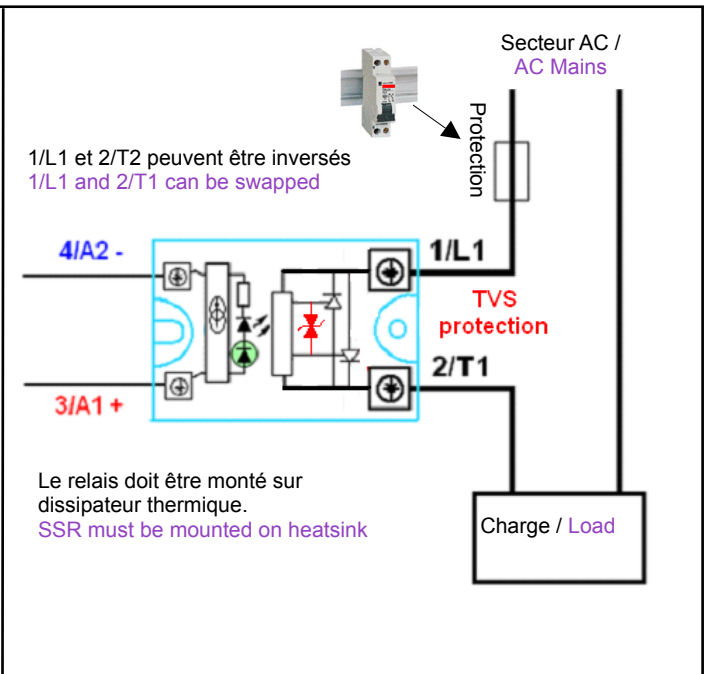 Secteur AC /
AC Mains
Protection
1/L1 et 2/T2 peuvent être inversés
1/L1 and 2/T1 can be swapped
4/A2 -
1/L1
TVS
protection
2/T1
3/A1 +
Le relais doit être monté sur
dissipateur thermique.
SSR must be mounted on heatsink
Charge / Load